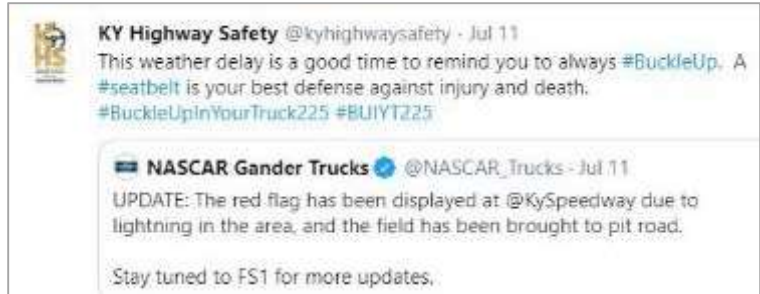 KY Highway Safety @kyhighwaysafety · Jul 11
This weather delay is a good time to remind you to always #BuckleUp. A
#seatbelt is your best defense against injury and death.
#BuckleUpInYourTruck225 #BUIYT225
NASCAR Gander Trucks @NASCAR_Trucks · Jul 11
UPDATE: The red flag has been displayed at @KySpeedway due to
lightning in the area, and the field has been brought to pit road.
Stay tuned to FS1 for more updates.